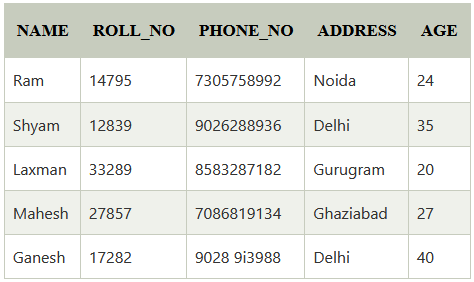 NAME ROLL_NO PHONE_NO ADDRESS AGE
Ram 14795 7305758992 Noida 24
Shyam 12839 9026288936 Delhi 35
Laxman 33289 8583287182 Gurugram 20
Mahesh 27857 7086819134 Ghaziabad 27
Ganesh 17282 9028 9i3988 Delhi 40